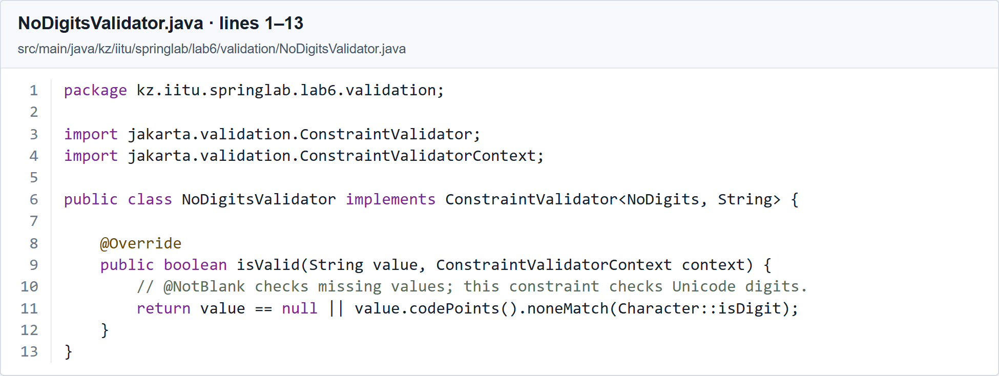 NoDigitsValidator.java · lines 1–13
src/main/java/kz/iitu/springlab/lab6/validation/NoDigitsValidator.java
1 package kz.iitu.springlab.lab6.validation;
2
3 import jakarta.validation.ConstraintValidator;
4 import jakarta.validation.ConstraintValidatorContext;
5
6 public class NoDigitsValidator implements ConstraintValidator<NoDigits, String> {
7
8     @Override
9     public boolean isValid(String value, ConstraintValidatorContext context) {
10         // @NotBlank checks missing values; this constraint checks Unicode digits.
11         return value == null || value.codePoints().noneMatch(Character::isDigit);
12     }
13 }